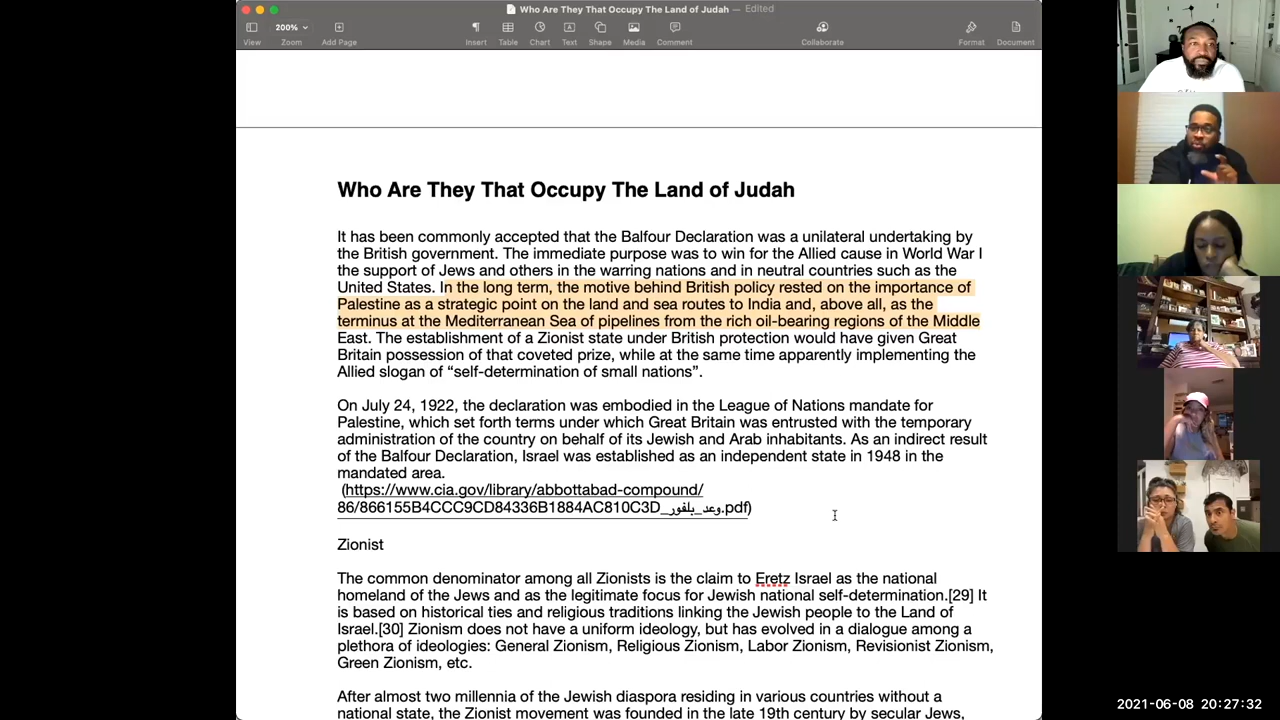 Who Are They That Occupy The Land of Judah — Edited
200%
View
Zoom
Add Page
Insert
Table
Chart
Text
Shape
Media
Comment
Collaborate
Format
Document
Who Are They That Occupy The Land of Judah
It has been commonly accepted that the Balfour Declaration was a unilateral undertaking by
the British government. The immediate purpose was to win for the Allied cause in World War I
the support of Jews and others in the warring nations and in neutral countries such as the
United States. In the long term, the motive behind British policy rested on the importance of
Palestine as a strategic point on the land and sea routes to India and, above all, as the
terminus at the Mediterranean Sea of pipelines from the rich oil-bearing regions of the Middle
East. The establishment of a Zionist state under British protection would have given Great
Britain possession of that coveted prize, while at the same time apparently implementing the
Allied slogan of “self-determination of small nations”.
On July 24, 1922, the declaration was embodied in the League of Nations mandate for
Palestine, which set forth terms under which Great Britain was entrusted with the temporary
administration of the country on behalf of its Jewish and Arab inhabitants. As an indirect result
of the Balfour Declaration, Israel was established as an independent state in 1948 in the
mandated area.
(https://www.cia.gov/library/abbottabad-compound/
86/866155B4CCC9CD84336B1884AC810C3D_وعد_بلفور.pdf)
Zionist
The common denominator among all Zionists is the claim to Eretz Israel as the national
homeland of the Jews and as the legitimate focus for Jewish national self-determination.[29] It
is based on historical ties and religious traditions linking the Jewish people to the Land of
Israel.[30] Zionism does not have a uniform ideology, but has evolved in a dialogue among a
plethora of ideologies: General Zionism, Religious Zionism, Labor Zionism, Revisionist Zionism,
Green Zionism, etc.
After almost two millennia of the Jewish diaspora residing in various countries without a
national state, the Zionist movement was founded in the late 19th century by secular Jews,
2021-06-08 20:27:32